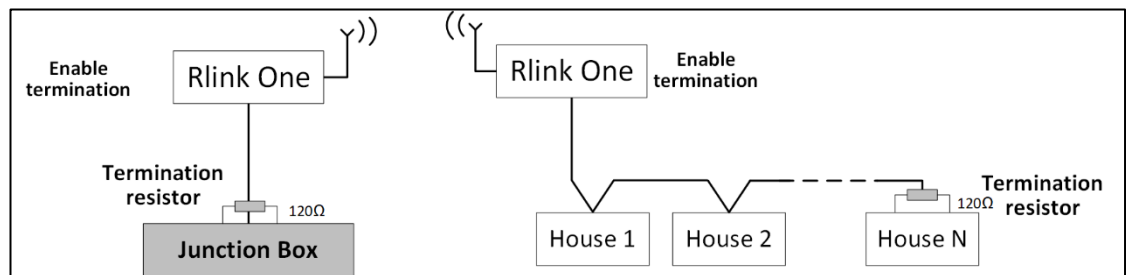 Enable
termination
Rlink One
Rlink One
Enable
termination
Termination
resistor
120Ω
Junction Box
House 1
House 2
House N
120Ω
Termination
resistor